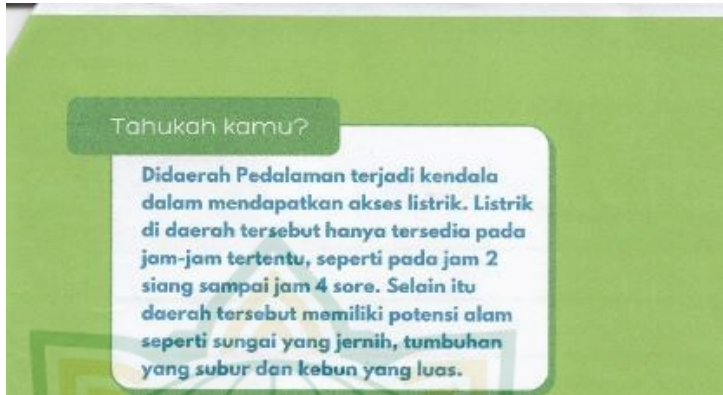 Tahukah kamu?
Didaerah Pedalaman terjadi kendala
dalam mendapatkan akses listrik. Listrik
di daerah tersebut hanya tersedia pada
jam-jam tertentu, seperti pada jam 2
siang sampai jam 4 sore. Selain itu
daerah tersebut memiliki potensi alam
seperti sungai yang jernih, tumbuhan
yang subur dan kebun yang luas.